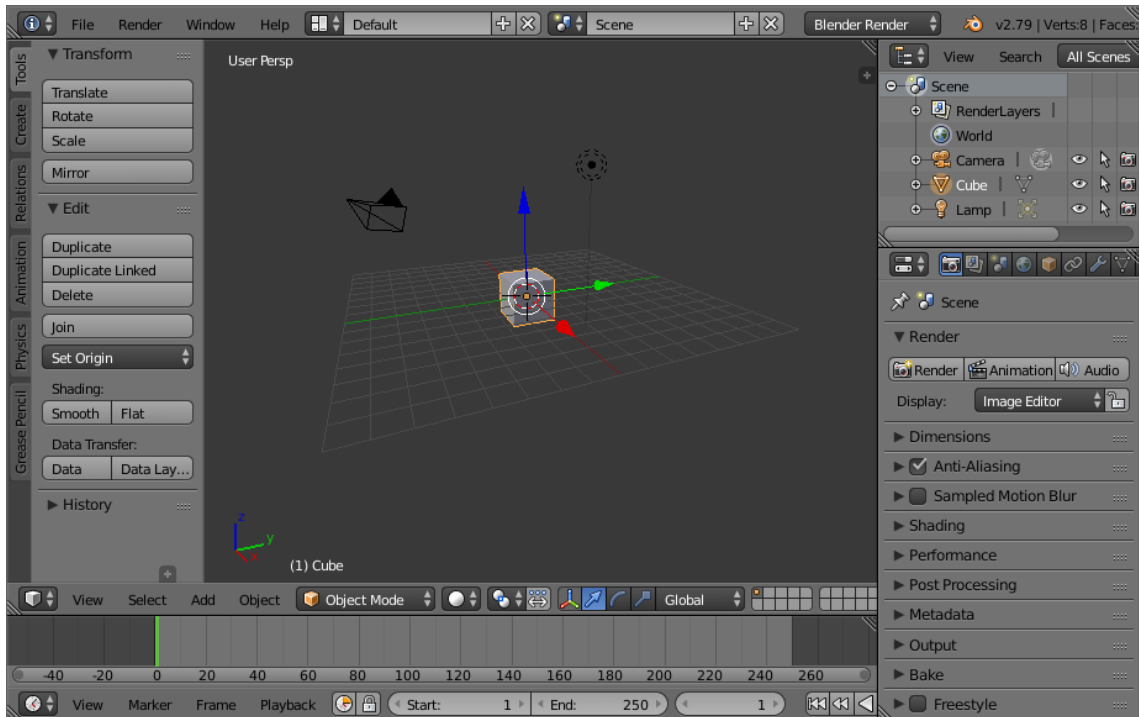 File Render Window Help Default Scene Blender Render v2.79 | Verts:8 | Faces:
Tools
Create
Relations
Animation
Physics
Grease Pencil
Transform
Translate
Rotate
Scale
Mirror
Edit
Duplicate
Duplicate Linked
Delete
Join
Set Origin
Shading:
Smooth Flat
Data Transfer:
Data Data Lay...
History
User Persp
z
y
x
(1) Cube
View Select Add Object Object Mode Global
-40 -20 0 20 40 60 80 100 120 140 160 180 200 220 240 260
View Marker Frame Playback Start: 1 End: 250 1
View Search All Scenes
Scene
RenderLayers |
World
Camera |
Cube |
Lamp |
Scene
Render
Render Animation Audio
Display: Image Editor
Dimensions
Anti-Aliasing
Sampled Motion Blur
Shading
Performance
Post Processing
Metadata
Output
Bake
Freestyle